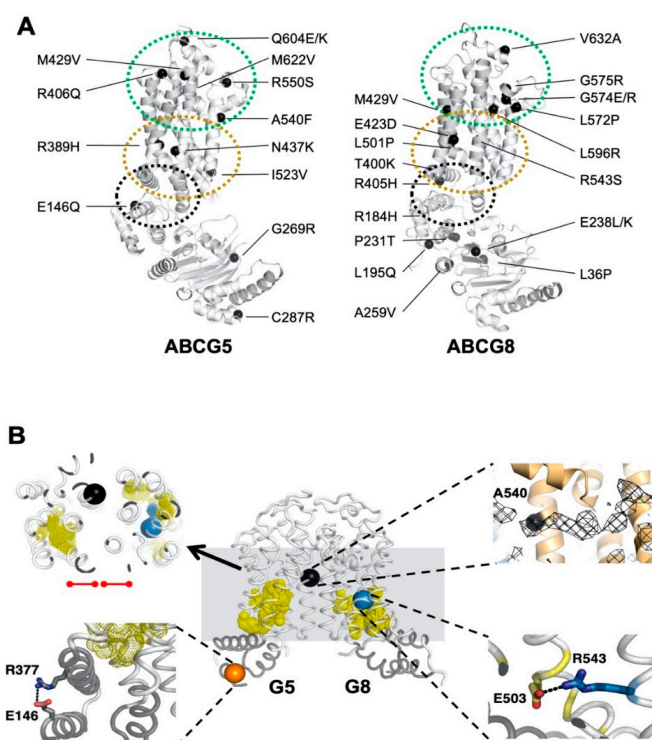 A
M429V
R406Q
R389H
E146Q
Q604E/K
M622V
R550S
A540F
N437K
I523V
G269R
C287R
ABCG5
M429V
E423D
L501P
T400K
R405H
R184H
P231T
L195Q
A259V
V632A
G575R
G574E/R
L572P
L596R
R543S
E238L/K
L36P
ABCG8
B
A540
R377
E146
G5
G8
R543
E503